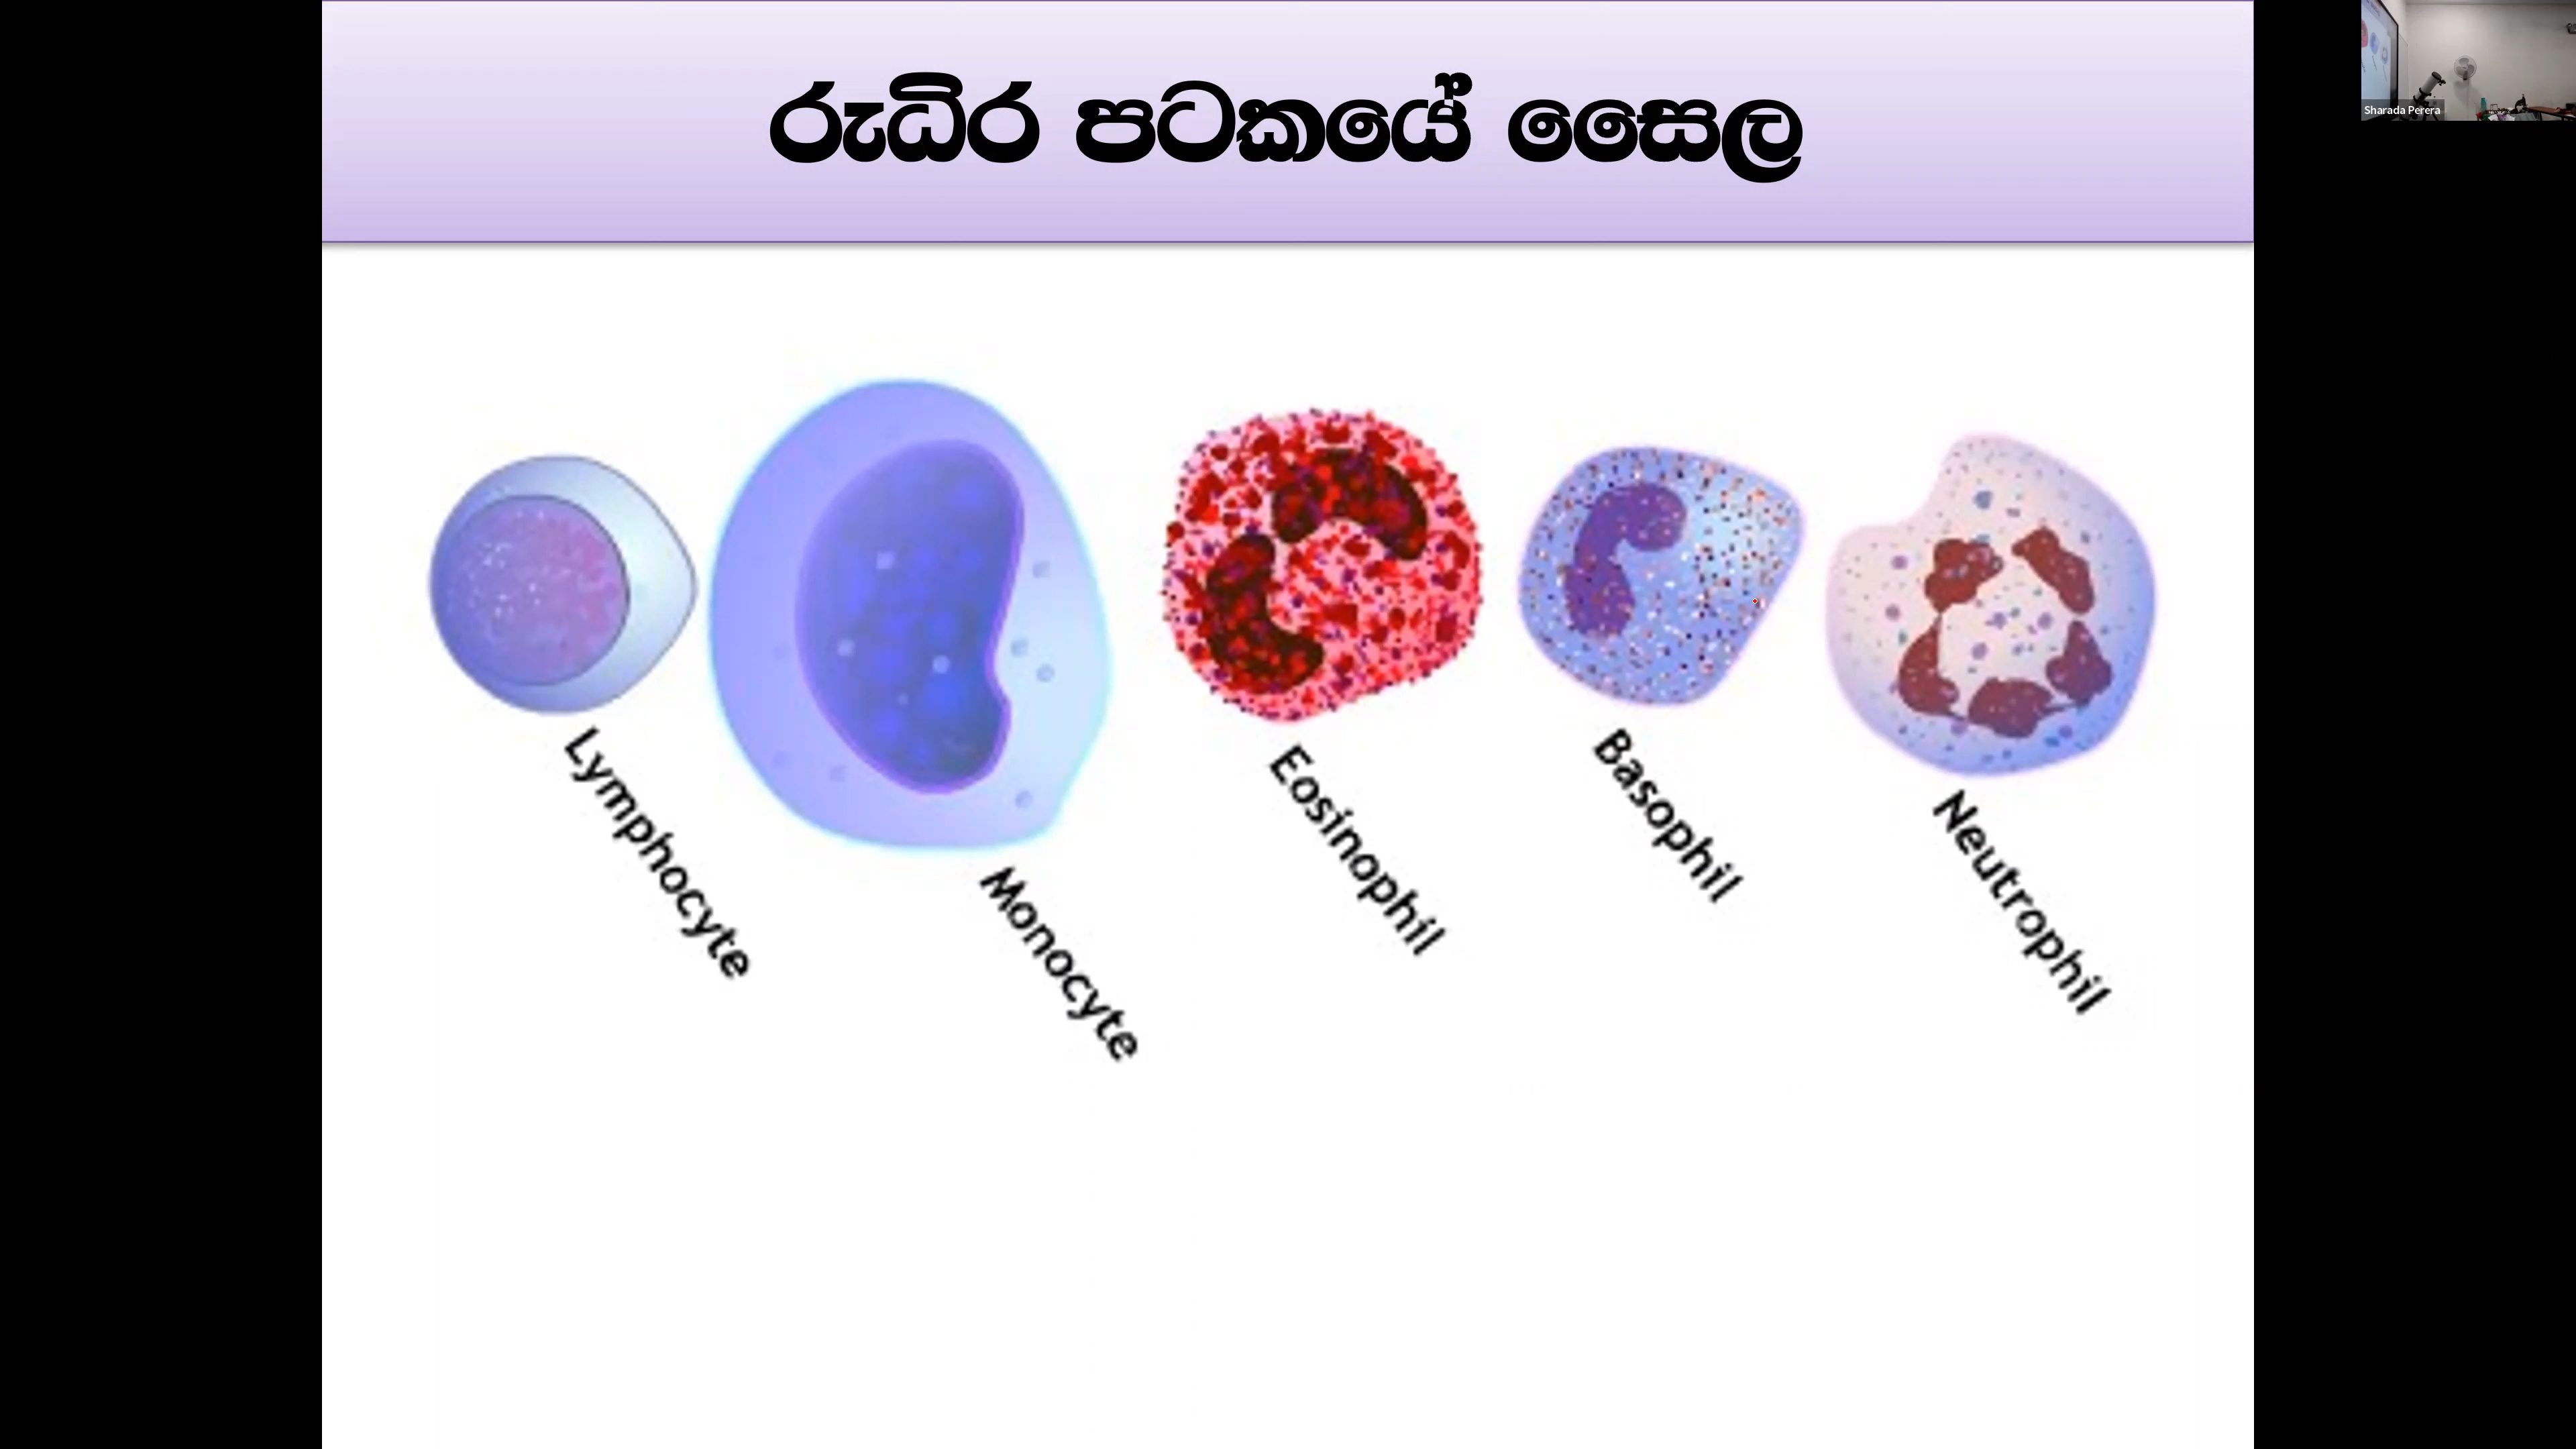 රුධිර පටකයේ සෛල
Sharada Perera
Lymphocyte
Monocyte
Eosinophil
Basophil
Neutrophil